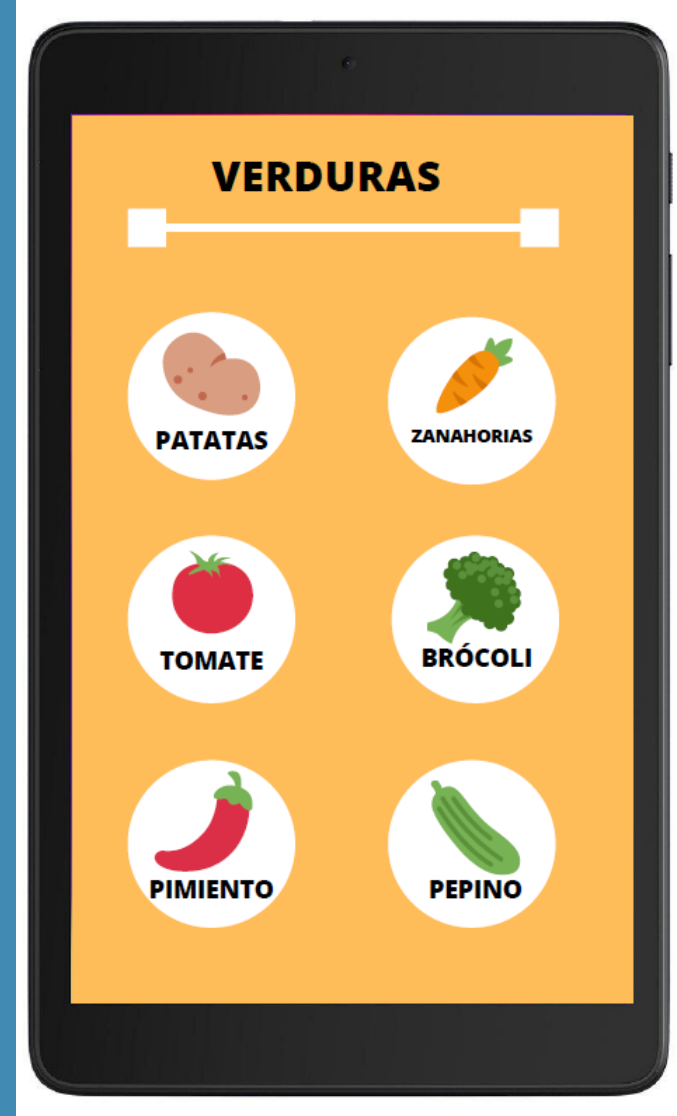 VERDURAS
PATATAS
ZANAHORIAS
TOMATE
BRÓCOLI
PIMIENTO
PEPINO